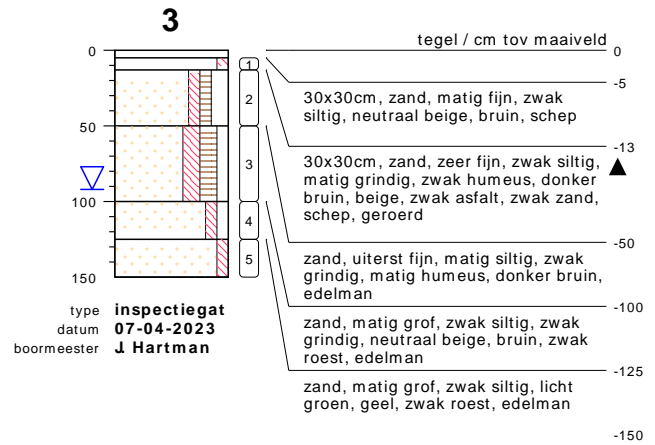 3
tegel / cm tov maaiveld
0
0
-5
1
30x30cm, zand, matig fijn, zwak
siltig, neutraal beige, bruin, schep
2
50
-13
30x30cm, zand, zeer fijn, zwak siltig,
matig grindig, zwak humeus, donker
bruin, beige, zwak asfalt, zwak zand,
schep, geroerd
3
-50
100
zand, uiterst fijn, matig siltig, zwak
grindig, matig humeus, donker bruin,
edelman
4
-100
zand, matig grof, zwak siltig, zwak
grindig, neutraal beige, bruin, zwak
roest, edelman
5
150
-125
zand, matig grof, zwak siltig, licht
groen, geel, zwak roest, edelman
-150
type inspectiegat
datum 07-04-2023
boormeester J. Hartman